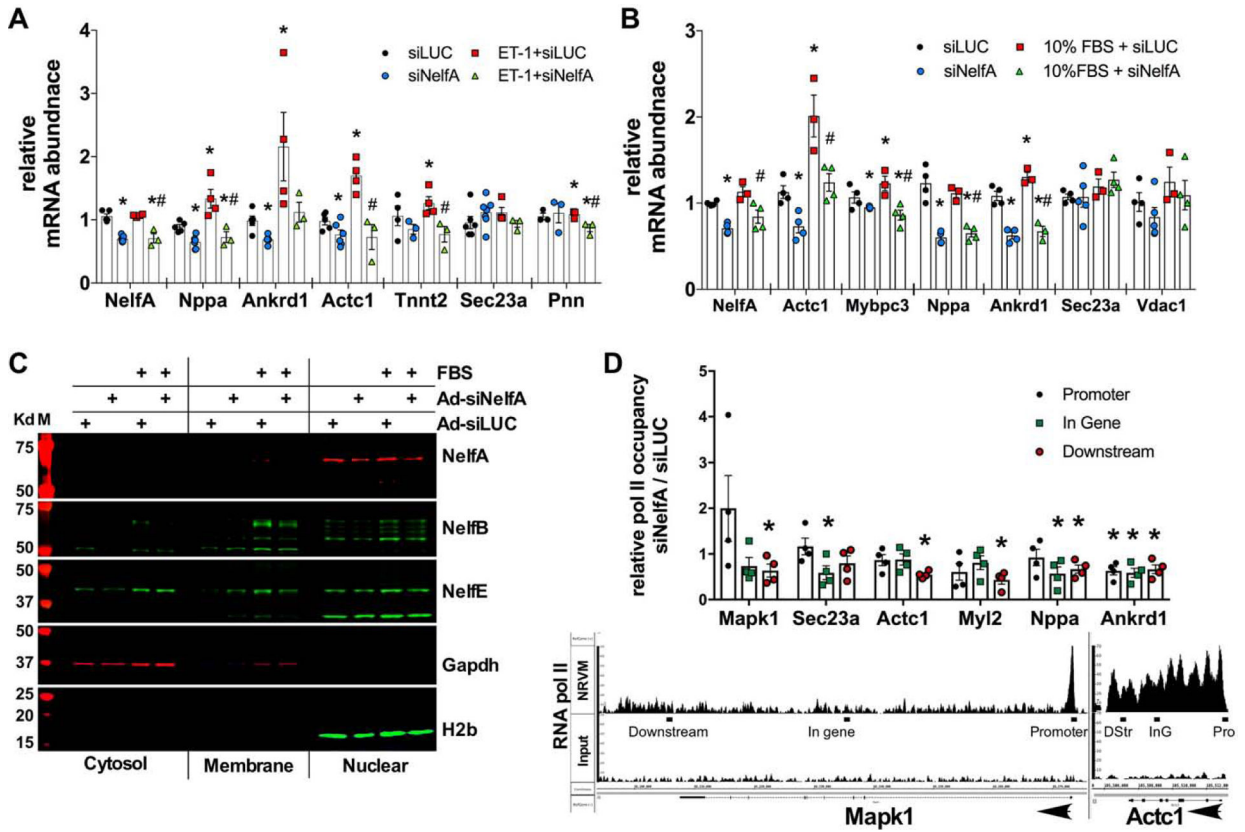 A
relative
mRNA abundnace
4
3
2
1
0
siLUC
ET-1+siLUC
siNelfA
ET-1+siNelfA
*
*
*
*
* *# * *# * * # # * *#
NelfA Nppa Ankrd1 Actc1 Tnnt2 Sec23a Pnn
B
relative
mRNA abundnace
3
2
1
0
siLUC
10% FBS + siLUC
siNelfA
10%FBS + siNelfA
*
#
* *
* # * * *# * *# * *#
NelfA Actc1 Mybpc3 Nppa Ankrd1 Sec23a Vdac1
C
+ + + + + + FBS
+ + + + + + Ad-siNelfA
Kd M + + + + + + Ad-siLUC
75
NelfA
50
75
NelfB
50
50
NelfE
37
50
37 Gapdh
25
20 H2b
15
Cytosol Membrane Nuclear
D
relative pol II occupancy
siNelfA / siLUC
5
4
3
2
1
0
Promoter
In Gene
Downstream
* * * * * * * * *
Mapk1 Sec23a Actc1 Myl2 Nppa Ankrd1
RNA pol II
NRVM
Input
Downstream In gene Promoter DStr InG Pro
Mapk1 Actc1